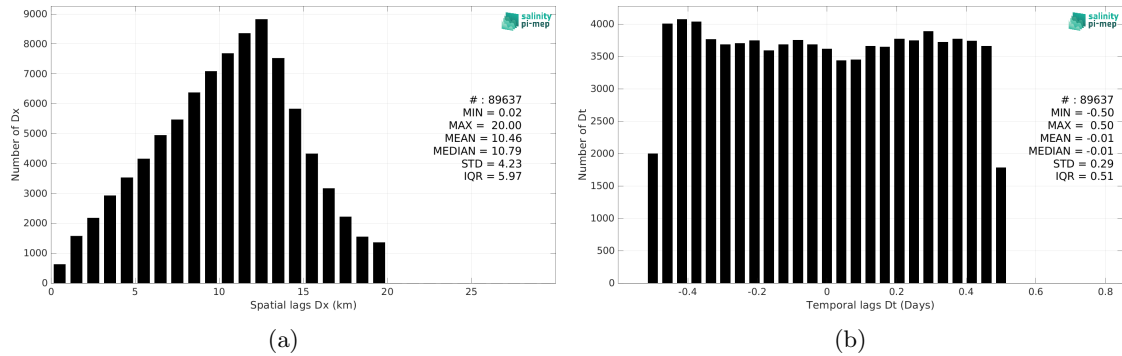 salinity
pi-mep
9000
8000
7000
6000
5000
4000
3000
2000
1000
0
Number of Dx
# : 89637
MIN = 0.02
MAX = 20.00
MEAN = 10.46
MEDIAN = 10.79
STD = 4.23
IQR = 5.97
0 5 10 15 20 25
Spatial lags Dx (km)
(a)
salinity
pi-mep
4000
3500
3000
2500
2000
1500
1000
500
0
Number of Dt
# : 89637
MIN = -0.50
MAX = 0.50
MEAN = -0.01
MEDIAN = -0.01
STD = 0.29
IQR = 0.51
-0.4 -0.2 0 0.2 0.4 0.6 0.8
Temporal lags Dt (Days)
(b)